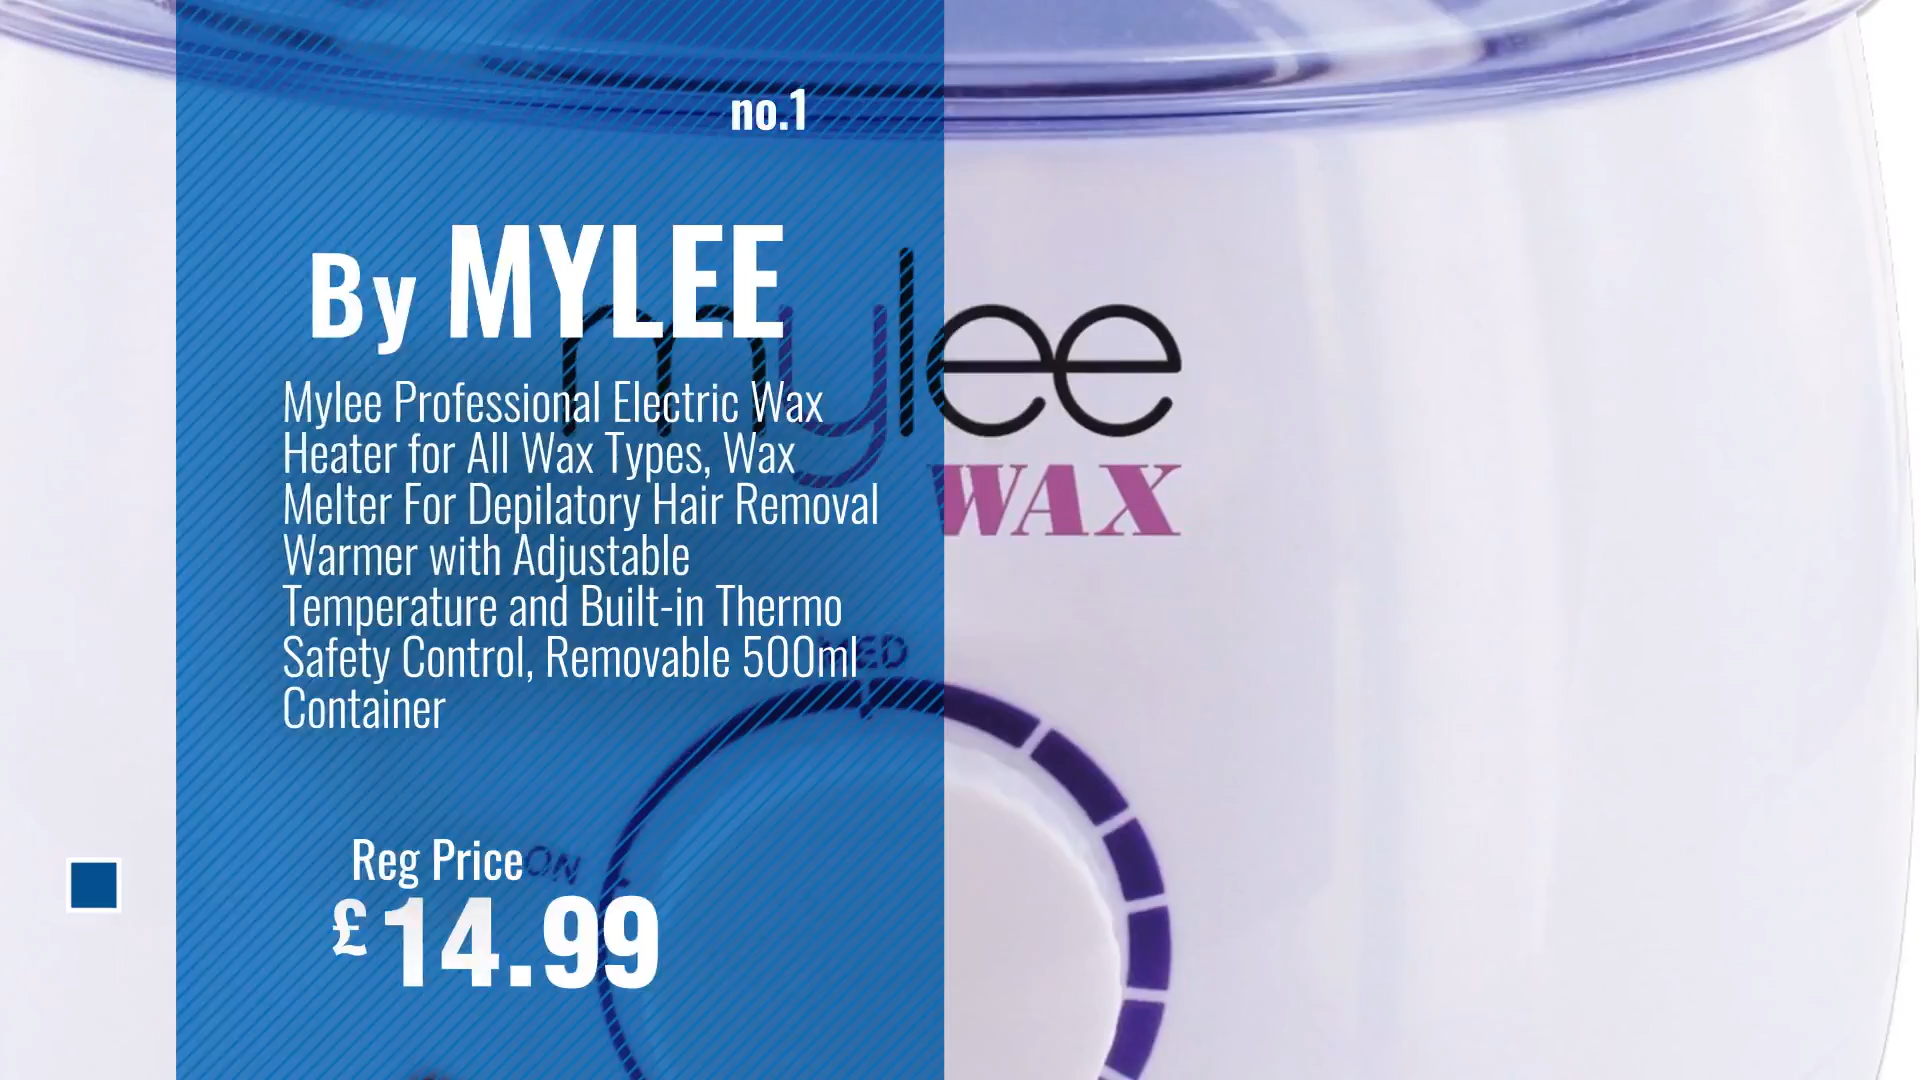 no.1
By MYLEE
mylee
WAX
Mylee Professional Electric Wax
Heater for All Wax Types, Wax
Melter For Depilatory Hair Removal
Warmer with Adjustable
Temperature and Built-in Thermo
Safety Control, Removable 500ml
Container
MED
ON
Reg Price
£14.99